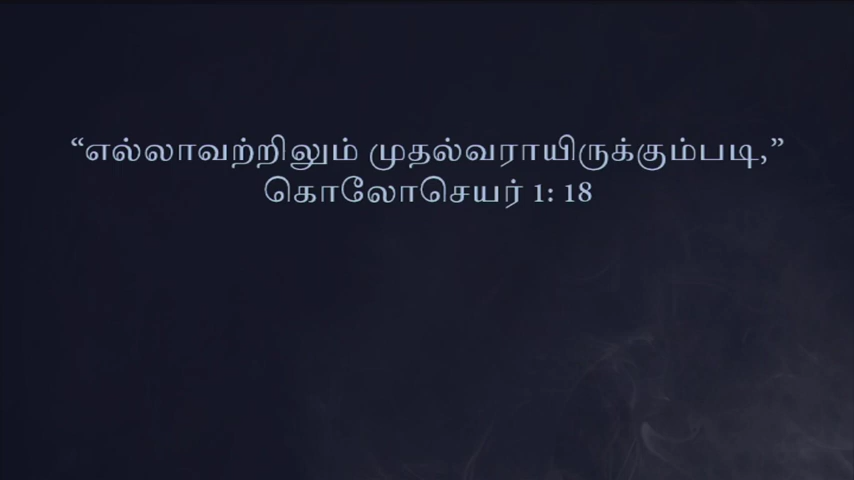 “எல்லாவற்றிலும் முதல்வராயிருக்கும்படி,”
கொலோசெயர் 1: 18